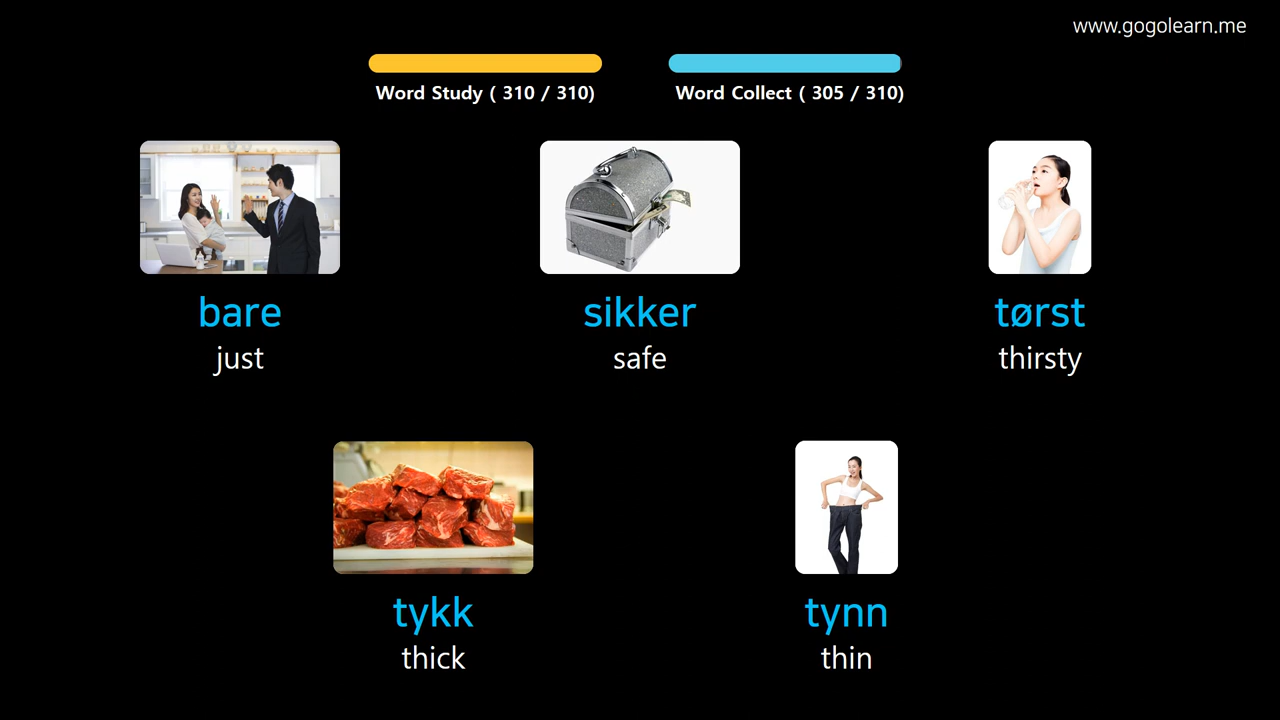 www.gogolearn.me
Word Study ( 310 / 310)
Word Collect ( 305 / 310)
bare
just
sikker
safe
tørst
thirsty
tykk
thick
tynn
thin